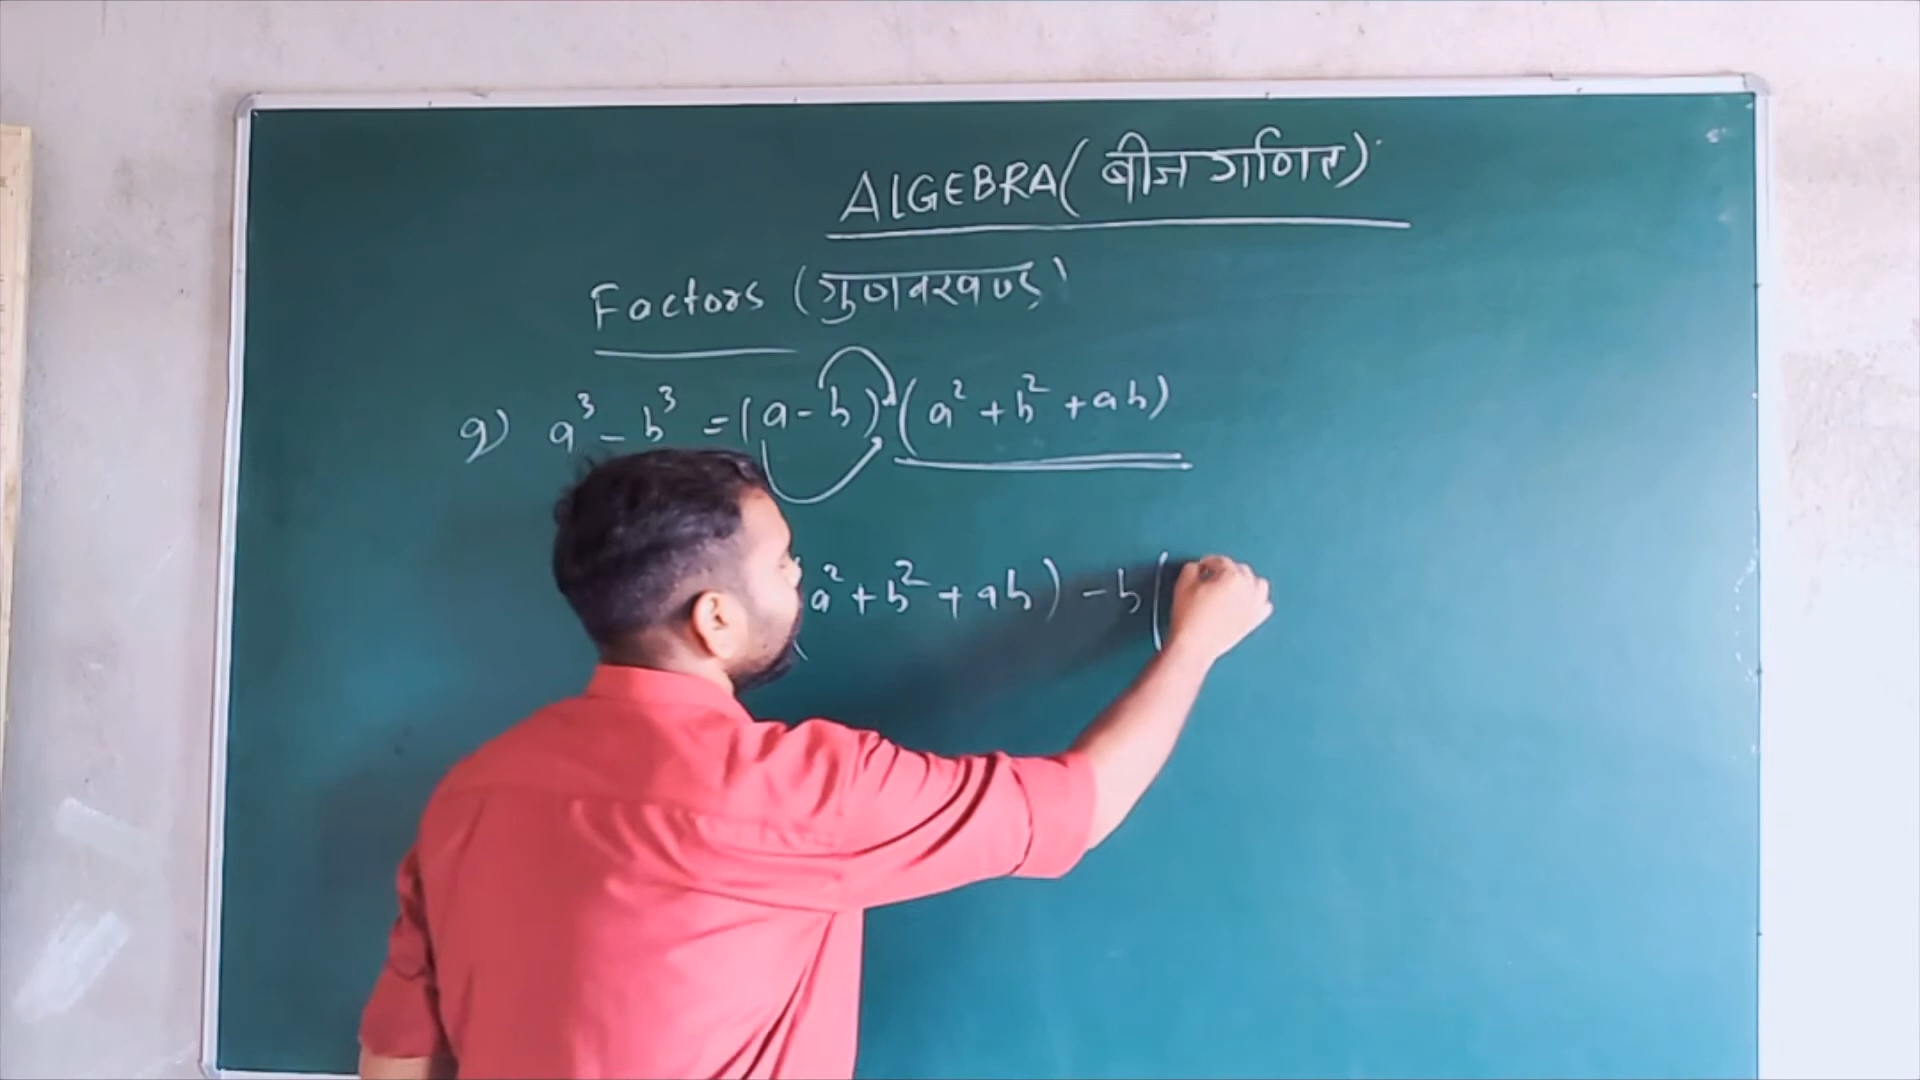 ALGEBRA (बीज गणित)
Factors (गुणनखण्ड)
9) a³ - b³ = (a - b) (a² + b² + ab)
(a² + b² + ab) - b (